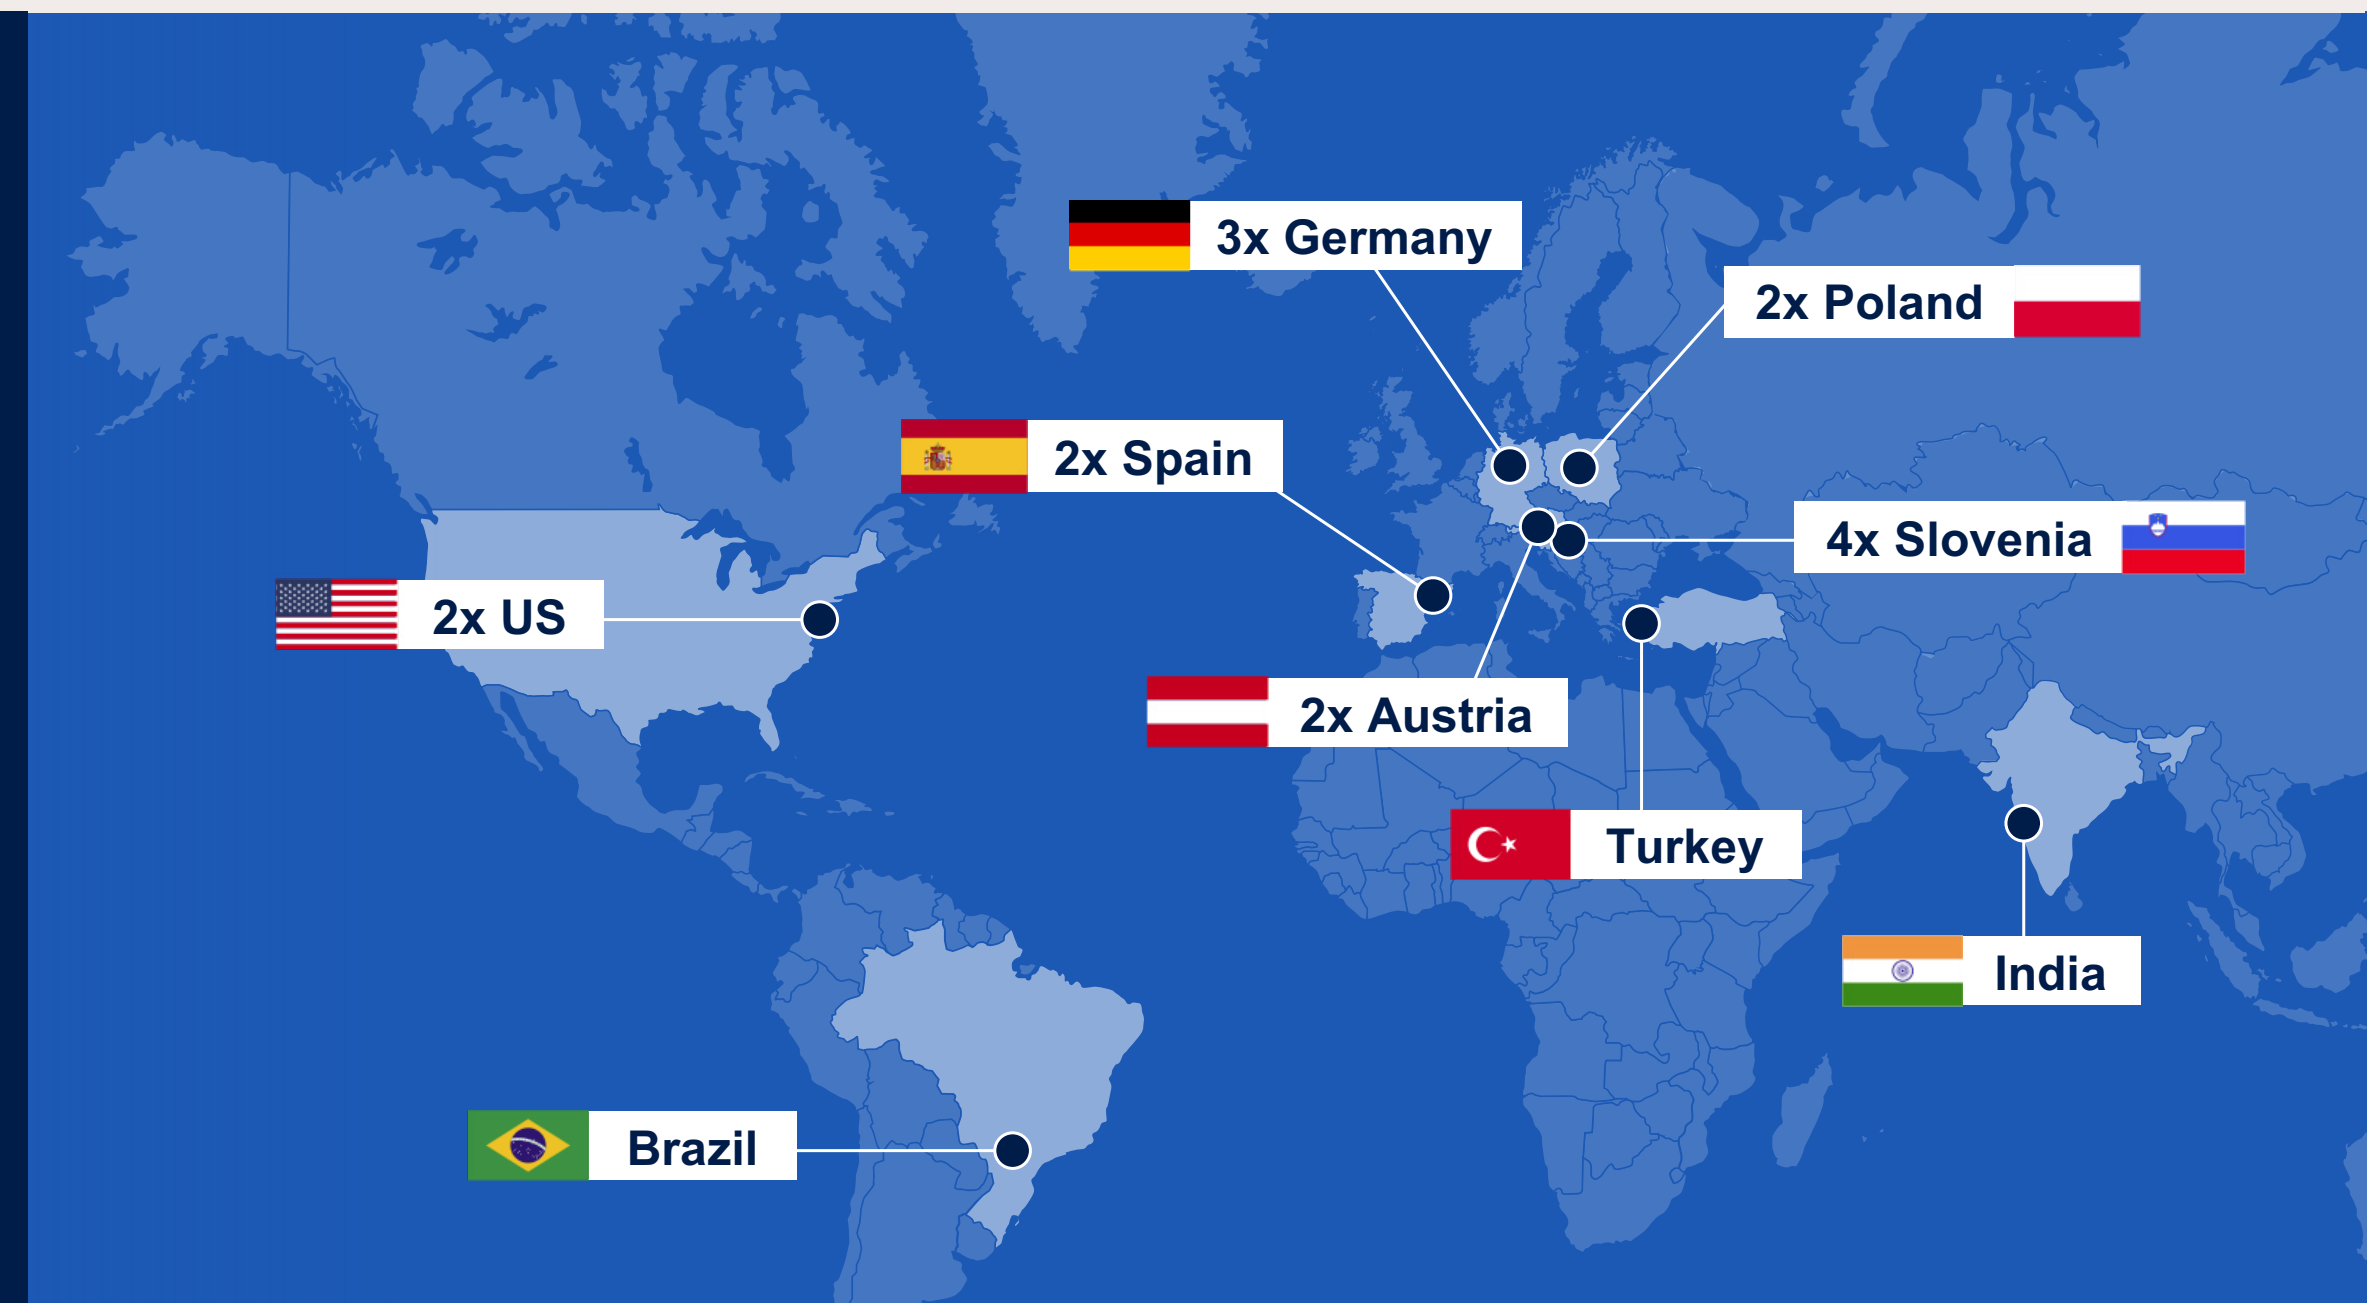 3x Germany
2x Poland
2x Spain
4x Slovenia
2x US
2x Austria
Turkey
India
Brazil